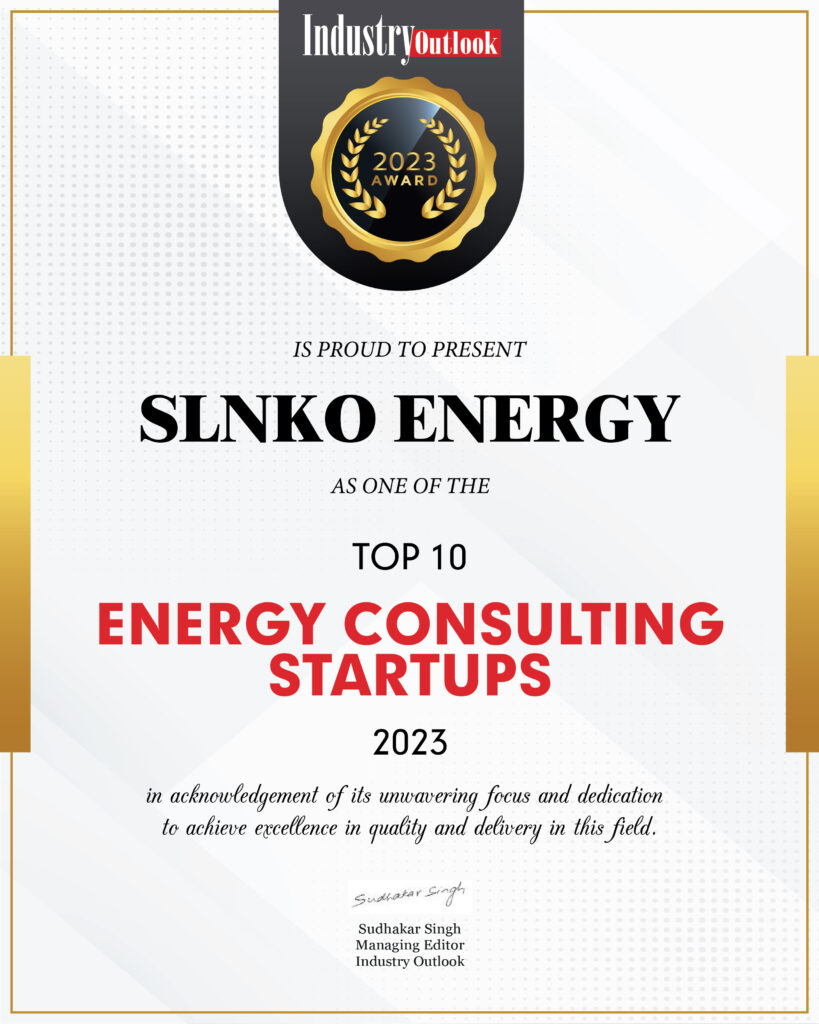 IndustryOutlook
2023
AWARD
IS PROUD TO PRESENT
SLNKO ENERGY
AS ONE OF THE
TOP 10
ENERGY CONSULTING
STARTUPS
2023
in acknowledgement of its unwavering focus and dedication
to achieve excellence in quality and delivery in this field.
Sudhakar Singh
Sudhakar Singh
Managing Editor
Industry Outlook